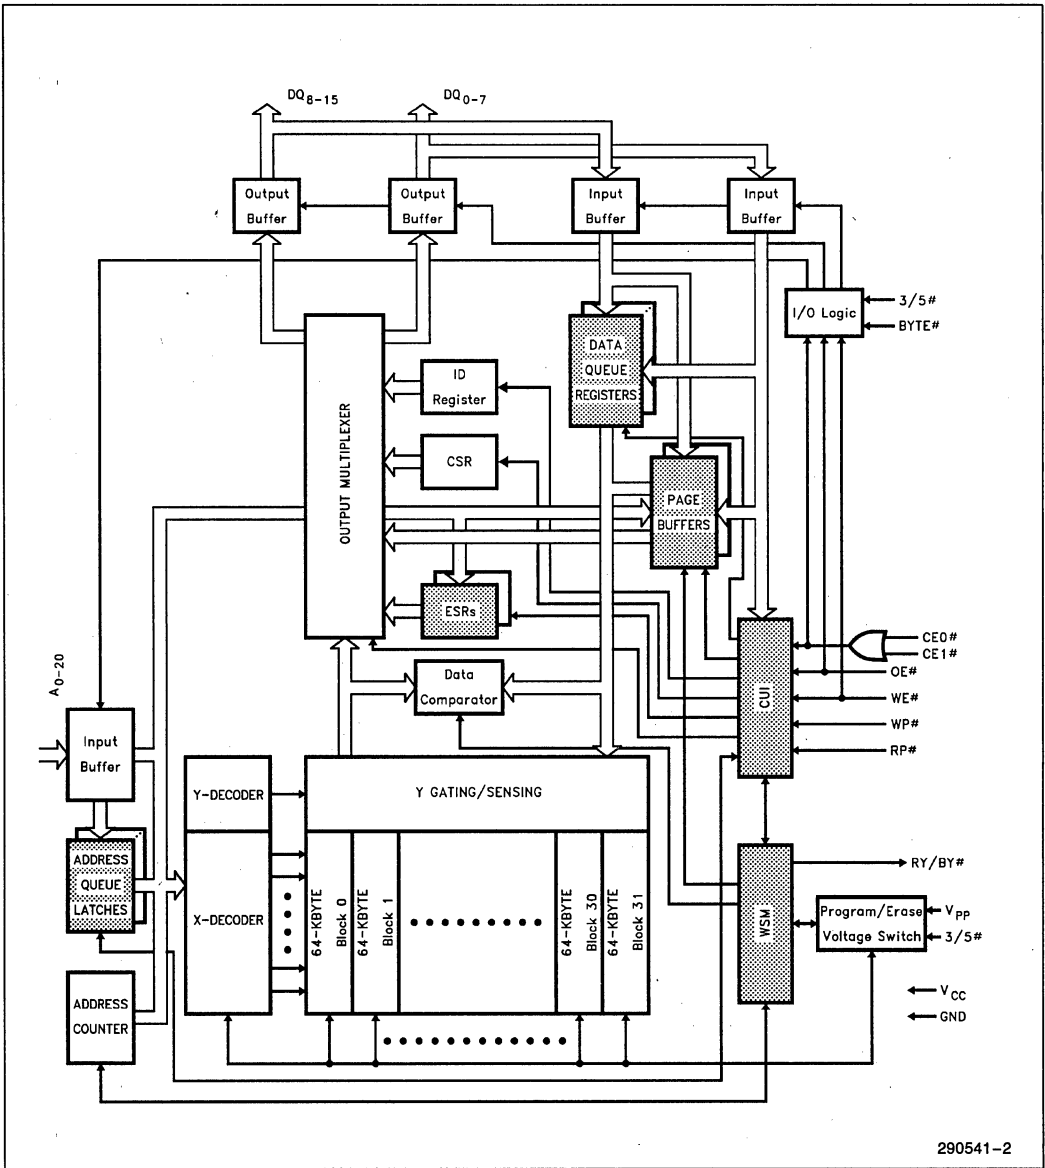 DQ8-15
DQ0-7
Output
Buffer
Output
Buffer
Input
Buffer
Input
Buffer
I/O Logic
3/5#
BYTE#
DATA
QUEUE
REGISTERS
ID
Register
CSR
OUTPUT MULTIPLEXER
PAGE
BUFFERS
ESRs
CE0#
CE1#
OE#
WE#
WP#
RP#
CUI
Data
Comparator
A0-20
Input
Buffer
Y-DECODER
Y GATING/SENSING
ADDRESS
QUEUE
LATCHES
X-DECODER
64-KBYTE
Block 0
64-KBYTE
Block 1
64-KBYTE
Block 30
64-KBYTE
Block 31
WSM
RY/BY#
Program/Erase
Voltage Switch
VPP
3/5#
VCC
GND
ADDRESS
COUNTER
290541-2